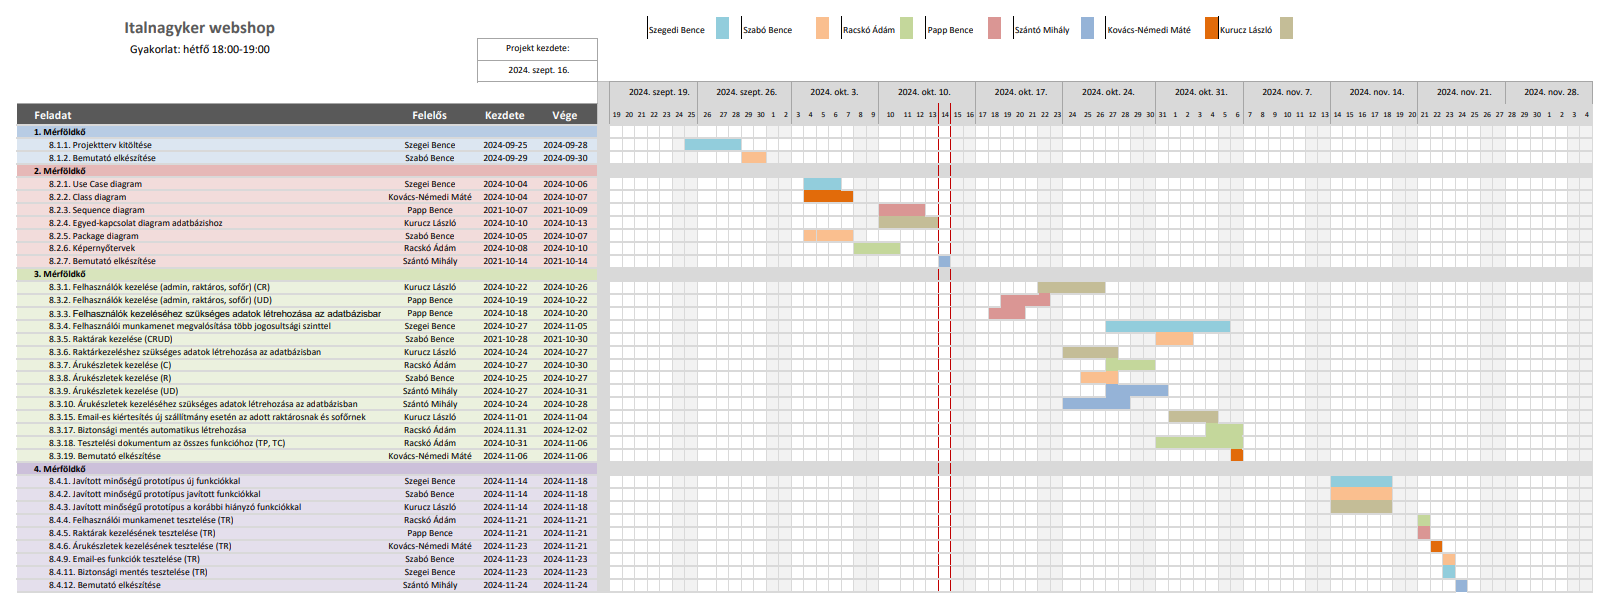 Italnagyker webshop
Gyakorlat: hétfő 18:00-19:00
Szegedi Bence Szabó Bence Racskó Ádám Papp Bence Szántó Mihály Kovács-Némedi Máté Kurucz László
Projekt kezdete:
2024. szept. 16.
2024. szept. 19. 2024. szept. 26. 2024. okt. 3. 2024. okt. 10. 2024. okt. 17. 2024. okt. 24. 2024. okt. 31. 2024. nov. 7. 2024. nov. 14. 2024. nov. 21. 2024. nov. 28.
Feladat Felelős Kezdete Vége 19 20 21 22 23 24 25 26 27 28 29 30 1 2 3 4 5 6 7 8 9 10 11 12 13 14 15 16 17 18 19 20 21 22 23 24 25 26 27 28 29 30 31 1 2 3 4 5 6 7 8 9 10 11 12 13 14 15 16 17 18 19 20 21 22 23 24 25 26 27 28 29 30 1 2 3 4
1. Mérföldkő
8.1.1. Projektterv kitöltése Szegei Bence 2024-09-25 2024-09-28
8.1.2. Bemutató elkészítése Szabó Bence 2024-09-29 2024-09-30
2. Mérföldkő
8.2.1. Use Case diagram Szegei Bence 2024-10-04 2024-10-06
8.2.2. Class diagram Kovács-Némedi Máté 2024-10-04 2024-10-07
8.2.3. Sequence diagram Papp Bence 2021-10-07 2021-10-09
8.2.4. Egyed-kapcsolat diagram adatbázishoz Kurucz László 2024-10-10 2024-10-13
8.2.5. Package diagram Szabó Bence 2024-10-05 2024-10-07
8.2.6. Képernyőtervek Racskó Ádám 2024-10-08 2024-10-10
8.2.7. Bemutató elkészítése Szántó Mihály 2021-10-14 2021-10-14
3. Mérföldkő
8.3.1. Felhasználók kezelése (admin, raktáros, sofőr) (CR) Kurucz László 2024-10-22 2024-10-26
8.3.2. Felhasználók kezelése (admin, raktáros, sofőr) (UD) Papp Bence 2024-10-19 2024-10-22
8.3.3. Felhasználók kezeléséhez szükséges adatok létrehozása az adatbázisbar Papp Bence 2024-10-18 2024-10-20
8.3.4. Felhasználói munkamenet megvalósítása több jogosultsági szinttel Szegei Bence 2024-10-27 2024-11-05
8.3.5. Raktárak kezelése (CRUD) Szabó Bence 2021-10-28 2021-10-30
8.3.6. Raktárkezeléshez szükséges adatok létrehozása az adatbázisban Kurucz László 2024-10-24 2024-10-27
8.3.7. Árukészletek kezelése (C) Racskó Ádám 2024-10-27 2024-10-30
8.3.8. Árukészletek kezelése (R) Szabó Bence 2024-10-25 2024-10-27
8.3.9. Árukészletek kezelése (UD) Szántó Mihály 2024-10-27 2024-10-31
8.3.10. Árukészletek kezeléséhez szükséges adatok létrehozása az adatbázisban Szántó Mihály 2024-10-24 2024-10-28
8.3.15. Email-es kiértesítés új szállítmány esetén az adott raktárosnak és sofőrnek Kurucz László 2024-11-01 2024-11-04
8.3.17. Biztonsági mentés automatikus létrehozása Racskó Ádám 2024.11.31 2024-12-02
8.3.18. Tesztelési dokumentum az összes funkcióhoz (TP, TC) Racskó Ádám 2024-10-31 2024-11-06
8.3.19. Bemutató elkészítése Kovács-Némedi Máté 2024-11-06 2024-11-06
4. Mérföldkő
8.4.1. Javított minőségű prototípus új funkciókkal Szegei Bence 2024-11-14 2024-11-18
8.4.2. Javított minőségű prototípus javított funkciókkal Szabó Bence 2024-11-14 2024-11-18
8.4.3. Javított minőségű prototípus a korábbi hiányzó funkciókkal Kurucz László 2024-11-14 2024-11-18
8.4.4. Felhasználói munkamenet tesztelése (TR) Racskó Ádám 2024-11-21 2024-11-21
8.4.5. Raktárak kezelésének tesztelése (TR) Papp Bence 2024-11-21 2024-11-21
8.4.6. Árukészletek kezelésének tesztelése (TR) Kovács-Némedi Máté 2024-11-23 2024-11-21
8.4.9. Email-es funkciók tesztelése (TR) Szabó Bence 2024-11-23 2024-11-23
8.4.11. Biztonsági mentés tesztelése (TR) Szegei Bence 2024-11-23 2024-11-23
8.4.12. Bemutató elkészítése Szántó Mihály 2024-11-24 2024-11-24